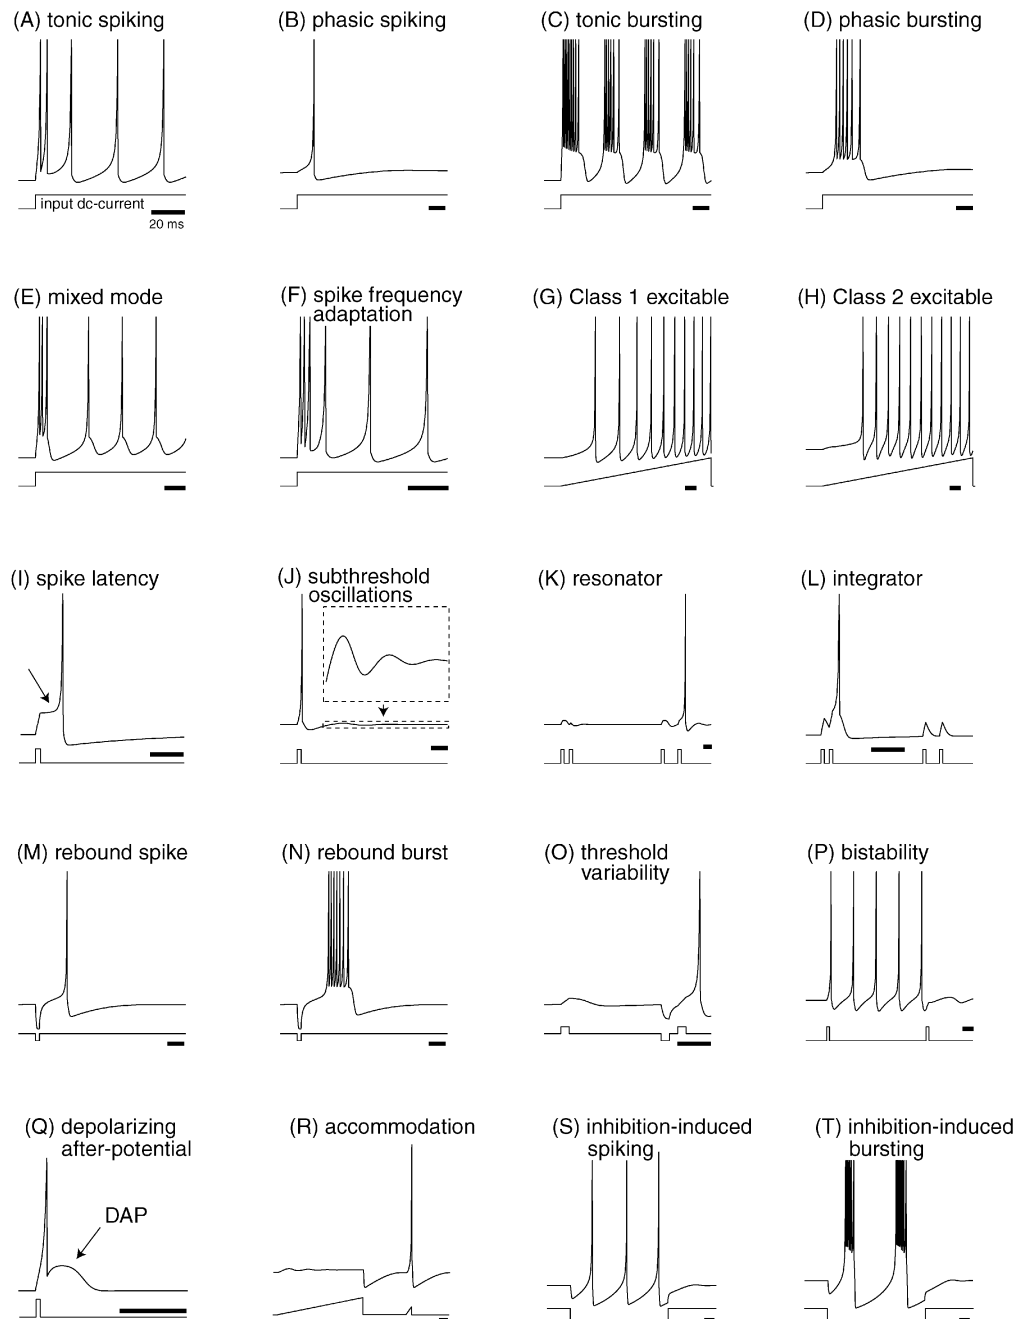 (A) tonic spiking
(B) phasic spiking
(C) tonic bursting
(D) phasic bursting
input dc-current
20 ms
(E) mixed mode
(F) spike frequency
adaptation
(G) Class 1 excitable
(H) Class 2 excitable
(I) spike latency
(J) subthreshold
oscillations
(K) resonator
(L) integrator
(M) rebound spike
(N) rebound burst
(O) threshold
variability
(P) bistability
(Q) depolarizing
after-potential
DAP
(R) accommodation
(S) inhibition-induced
spiking
(T) inhibition-induced
bursting